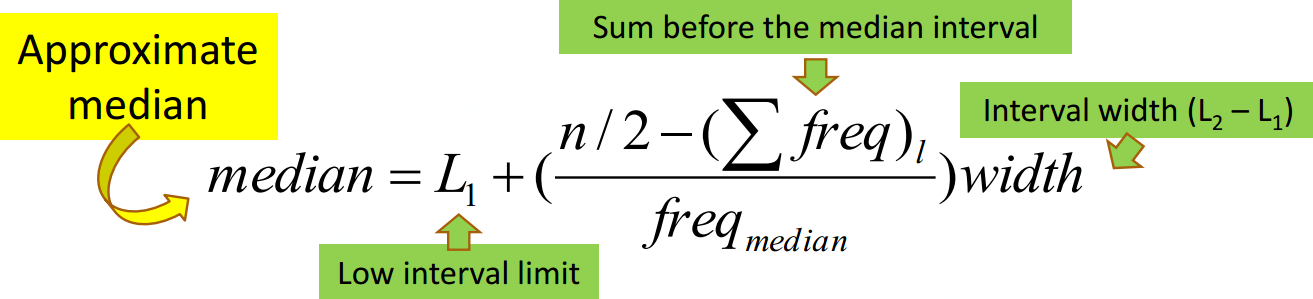 Approximate
median
Sum before the median interval
Interval width (L₂ – L₁)
median = L₁ + (n / 2 − (∑ freq)ₗ / freq_median) width
Low interval limit